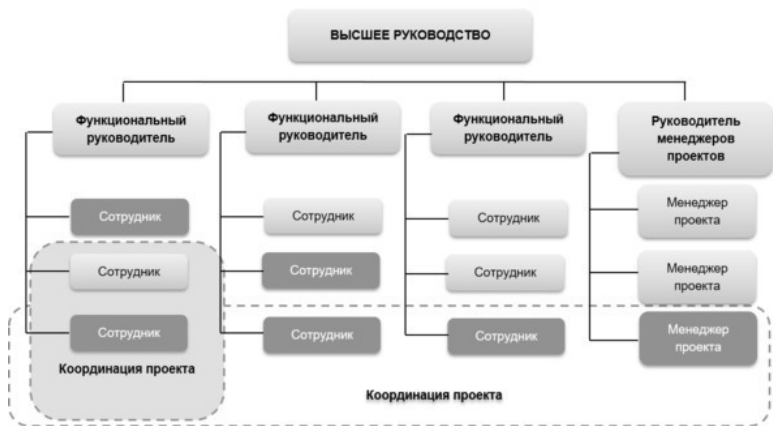 ВЫСШЕЕ РУКОВОДСТВО
Функциональный
руководитель
Функциональный
руководитель
Функциональный
руководитель
Руководитель
менеджеров
проектов
Сотрудник
Сотрудник
Сотрудник
Менеджер
проекта
Сотрудник
Сотрудник
Сотрудник
Менеджер
проекта
Сотрудник
Сотрудник
Сотрудник
Менеджер
проекта
Координация проекта
Координация проекта